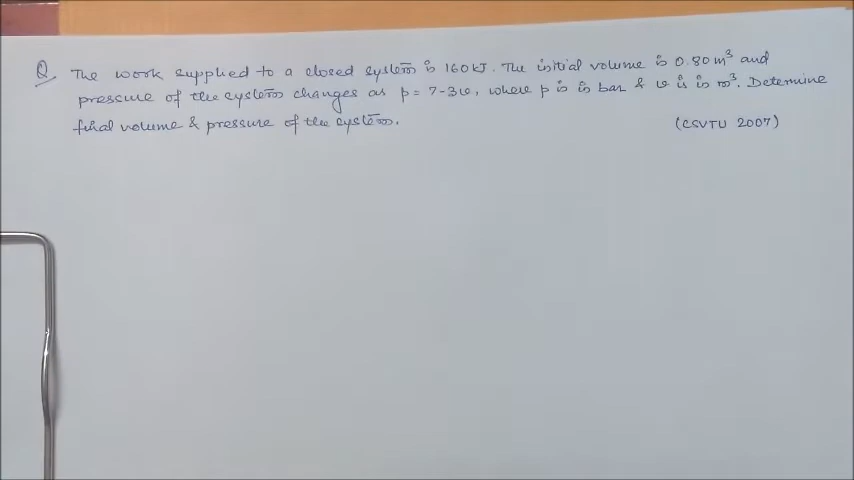 Q The work supplied to a closed system is 160 kJ. The initial volume is 0.80 m³ and
pressure of the system changes as p = 7-3v, where p is in bar & v is in m³. Determine
final volume & pressure of the system.
(CSVTU 2007)